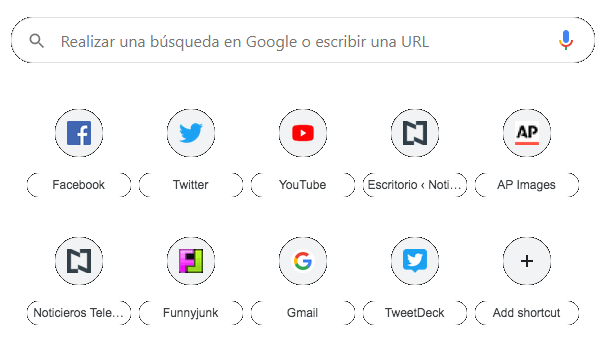 Realizar una búsqueda en Google o escribir una URL
AP
Facebook
Twitter
YouTube
Escritorio ‹ Noti...
AP Images
Noticieros Tele...
Funnyjunk
Gmail
TweetDeck
Add shortcut